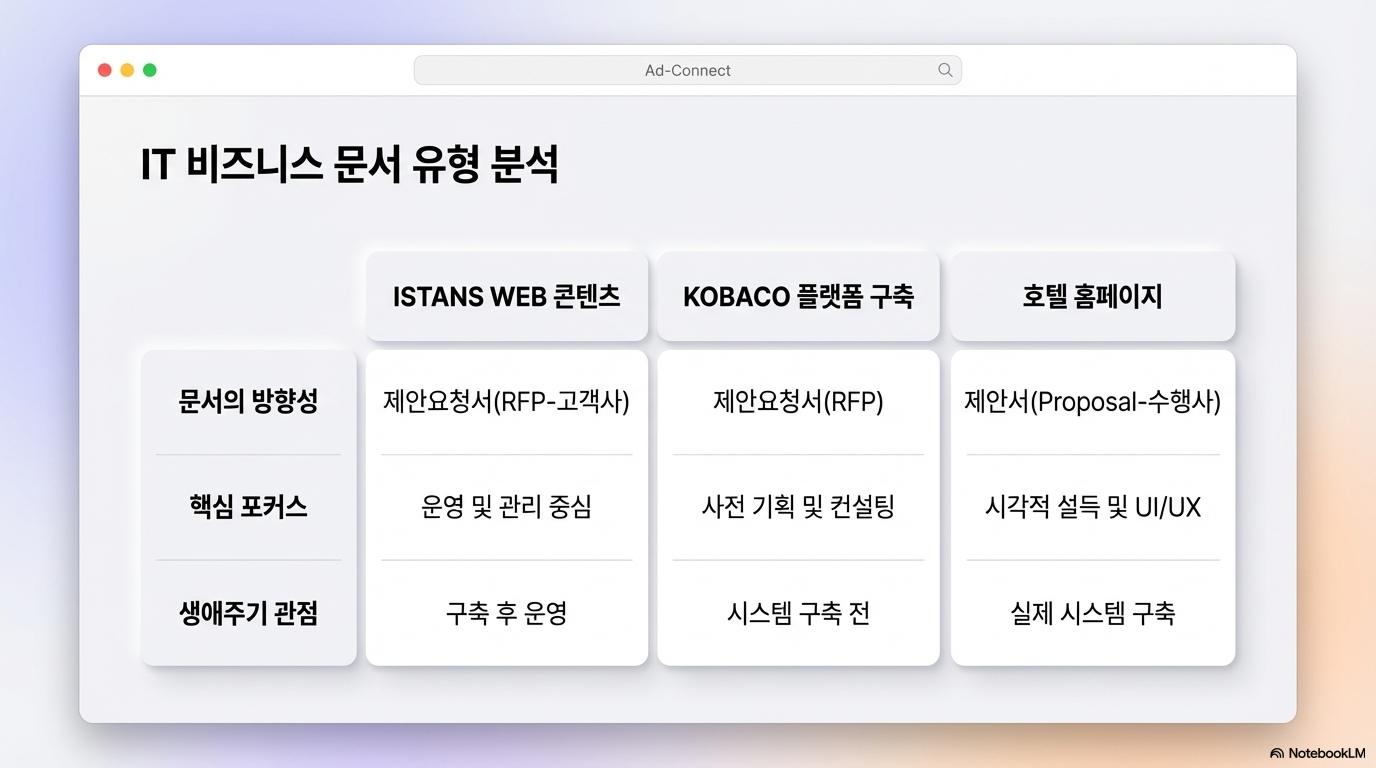 Ad-Connect
IT 비즈니스 문서 유형 분석
ISTANS WEB 콘텐츠
KOBACO 플랫폼 구축
호텔 홈페이지
문서의 방향성
제안요청서(RFP-고객사)
제안요청서(RFP)
제안서(Proposal-수행사)
핵심 포커스
운영 및 관리 중심
사전 기획 및 컨설팅
시각적 설득 및 UI/UX
생애주기 관점
구축 후 운영
시스템 구축 전
실제 시스템 구축
NotebookLM